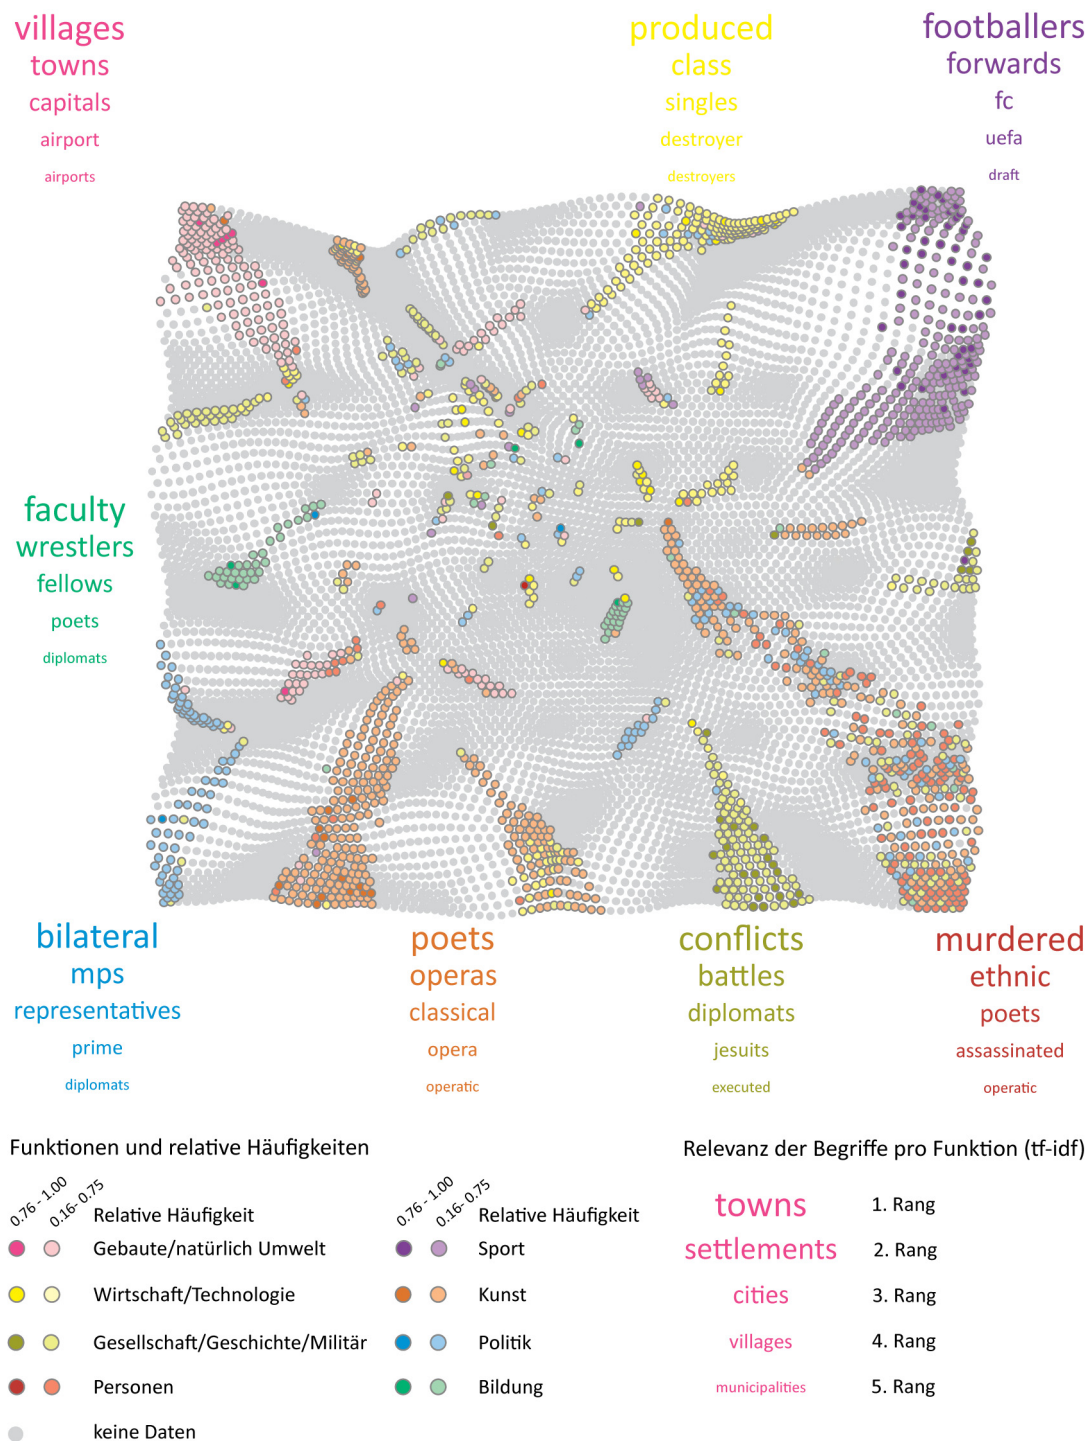 villages
towns
capitals
airport
airports
produced
class
singles
destroyer
destroyers
footballers
forwards
fc
uefa
draft
faculty
wrestlers
fellows
poets
diplomats
bilateral
mps
representatives
prime
diplomats
poets
operas
classical
opera
operatic
conflicts
battles
diplomats
jesuits
executed
murdered
ethnic
poets
assassinated
operatic
Funktionen und relative Häufigkeiten
0.76 - 1.00
0.16- 0.75
Relative Häufigkeit
Gebaute/natürlich Umwelt
Wirtschaft/Technologie
Gesellschaft/Geschichte/Militär
Personen
keine Daten
0.76 - 1.00
0.16- 0.75
Relative Häufigkeit
Sport
Kunst
Politik
Bildung
Relevanz der Begriffe pro Funktion (tf-idf)
towns 1. Rang
settlements 2. Rang
cities 3. Rang
villages 4. Rang
municipalities 5. Rang